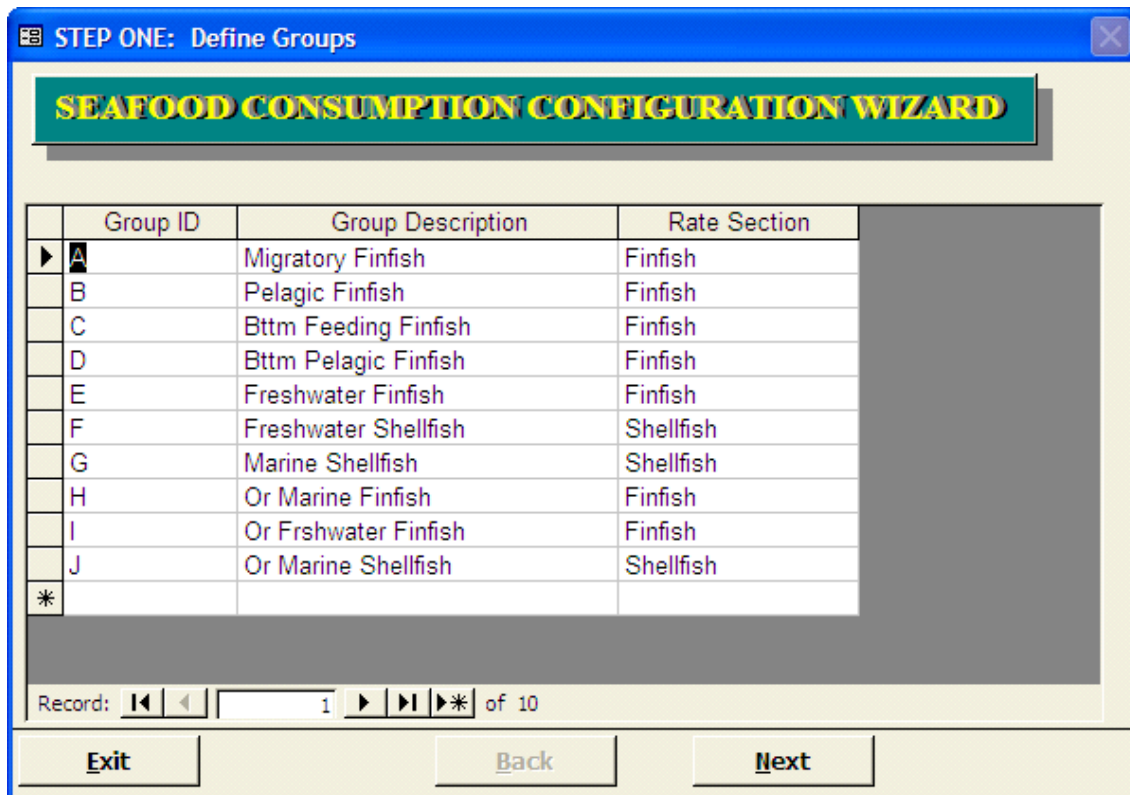 STEP ONE: Define Groups
SEAFOOD CONSUMPTION CONFIGURATION WIZARD
Group ID Group Description Rate Section
A Migratory Finfish Finfish
B Pelagic Finfish Finfish
C Bttm Feeding Finfish Finfish
D Bttm Pelagic Finfish Finfish
E Freshwater Finfish Finfish
F Freshwater Shellfish Shellfish
G Marine Shellfish Shellfish
H Or Marine Finfish Finfish
I Or Frshwater Finfish Finfish
J Or Marine Shellfish Shellfish
Record: 1 of 10
Exit Back Next